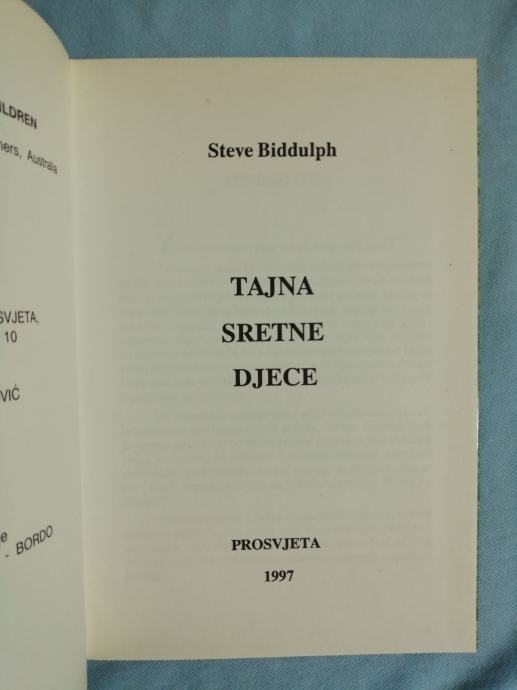 ILDREN
ners, Australia
SVJETA,
10
VIĆ
e
- BORDO
Steve Biddulph
TAJNA
SRETNE
DJECE
PROSVJETA
1997